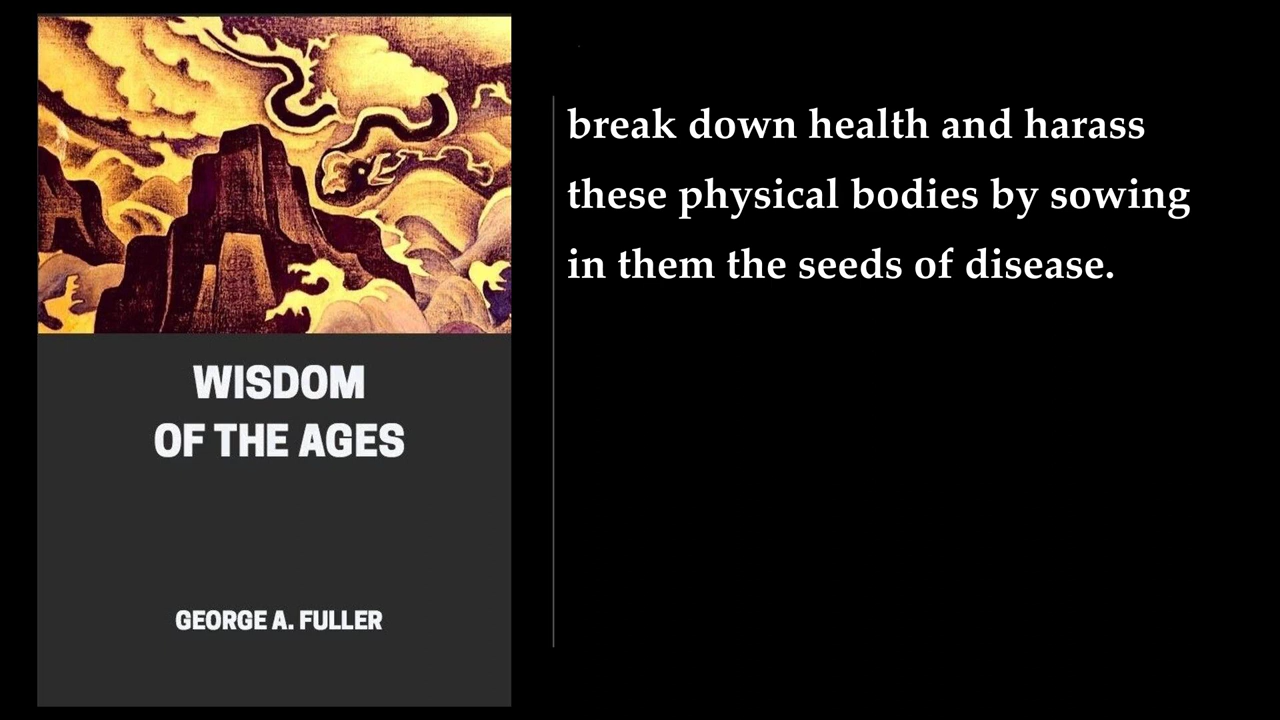 WISDOM
OF THE AGES
GEORGE A. FULLER
break down health and harass
these physical bodies by sowing
in them the seeds of disease.